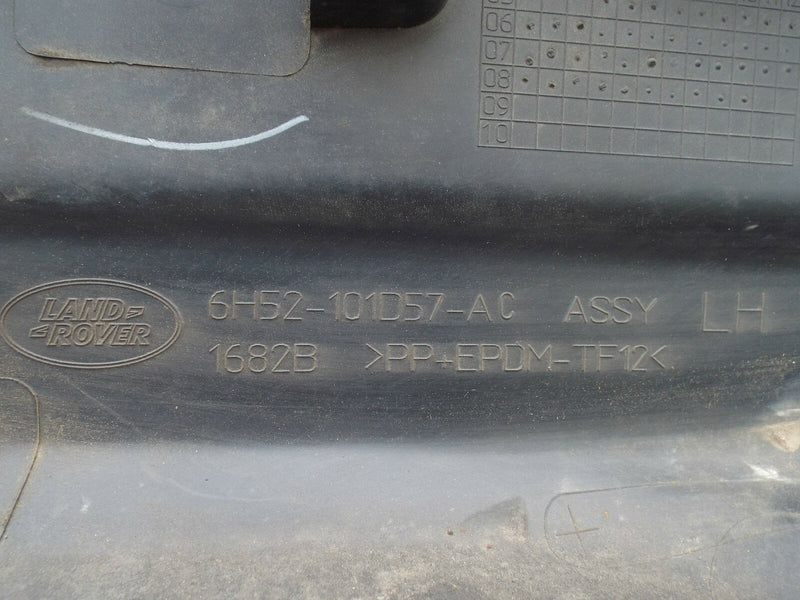 06
07
08
09
10
LAND
ROVER
6H52-101D57-AC ASSY LH
1682B >PP+EPDM-TF12<